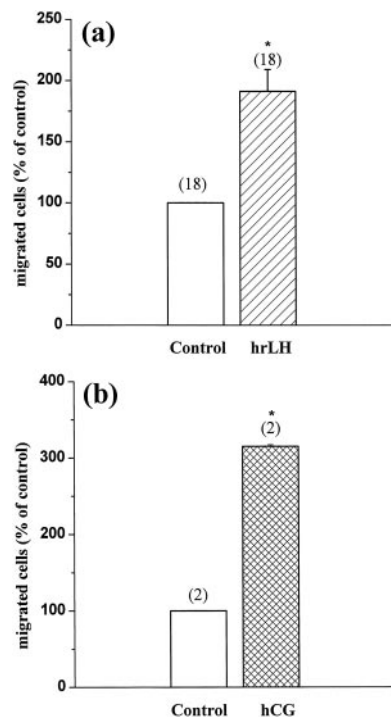 (a)
250
200
150
100
50
0
migrated cells (% of control)
(18)
*
(18)
Control hrLH
(b)
400
300
200
100
0
migrated cells (% of control)
(2)
*
(2)
Control hCG